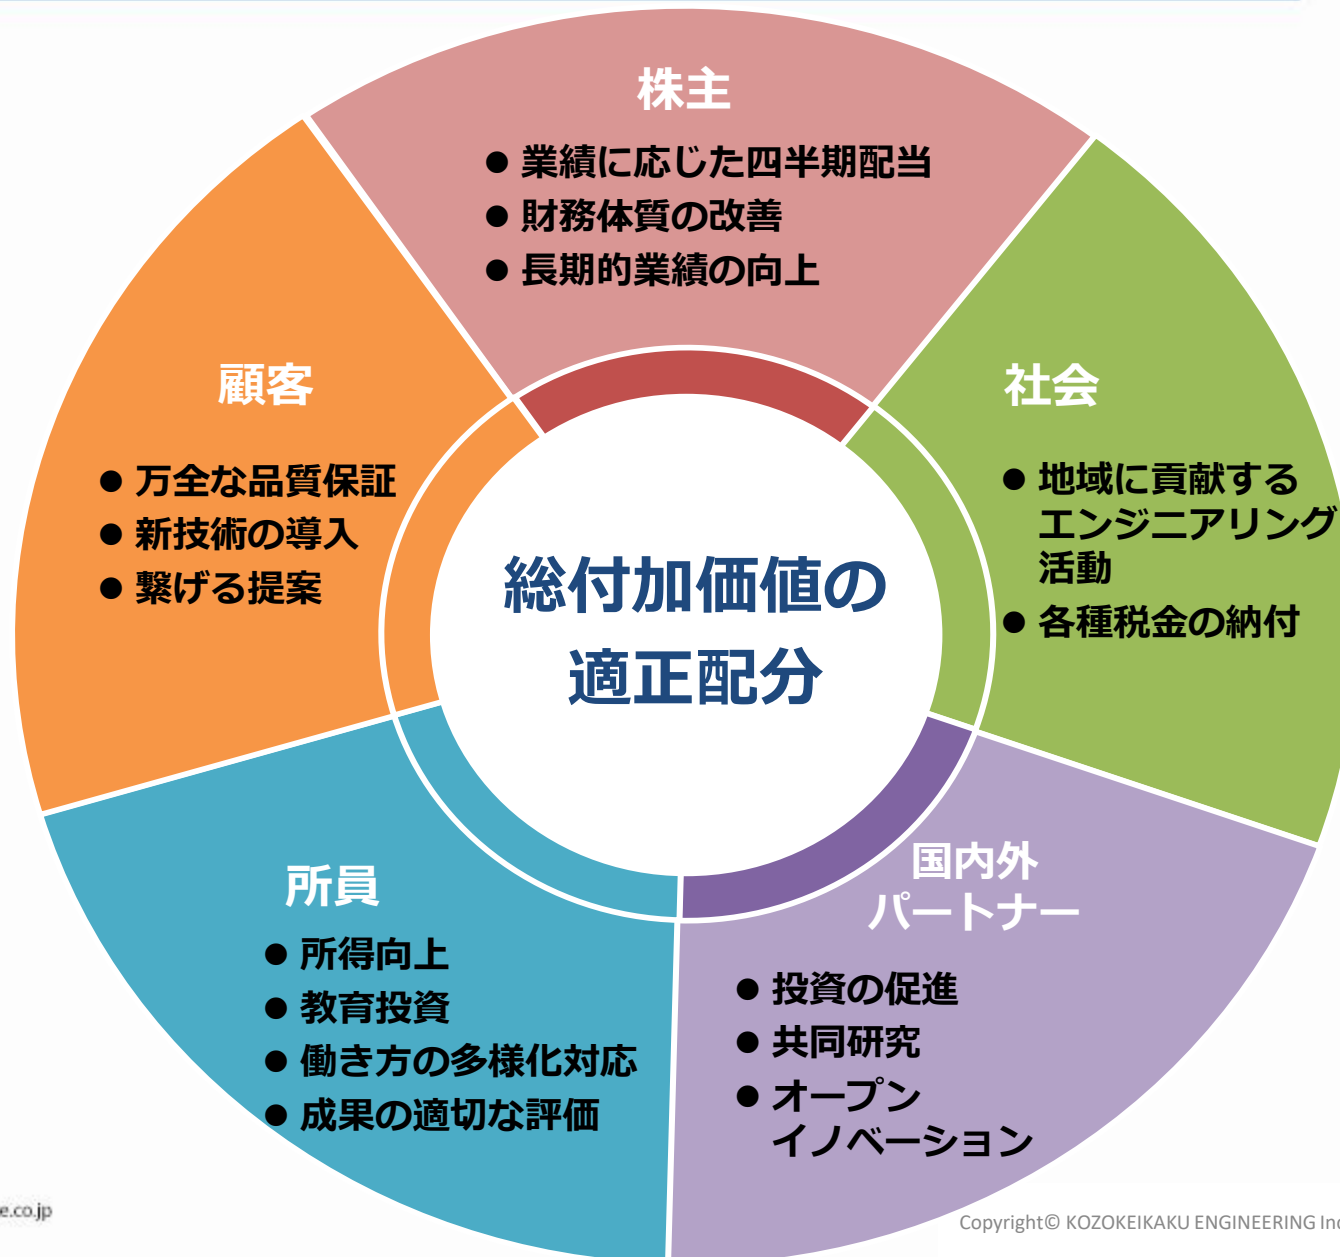 株主
● 業績に応じた四半期配当
● 財務体質の改善
● 長期的業績の向上
顧客
● 万全な品質保証
● 新技術の導入
● 繋げる提案
社会
● 地域に貢献する
エンジニアリング
活動
● 各種税金の納付
総付加価値の
適正配分
所員
● 所得向上
● 教育投資
● 働き方の多様化対応
● 成果の適切な評価
国内外
パートナー
● 投資の促進
● 共同研究
● オープン
イノベーション
e.co.jp
Copyright© KOZOKEIKAKU ENGINEERING Inc